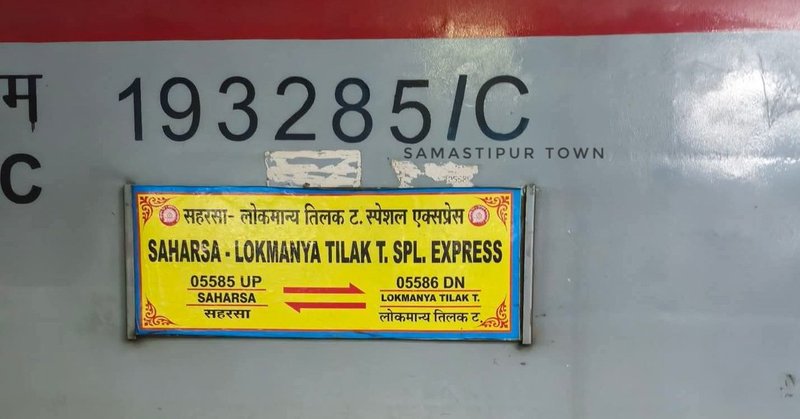 म
193285/C
C
SAMASTIPUR TOWN
सहरसा- लोकमान्य तिलक ट. स्पेशल एक्सप्रेस
SAHARSA - LOKMANYA TILAK T. SPL. EXPRESS
05585 UP 05586 DN
SAHARSA LOKMANYA TILAK T.
सहरसा लोकमान्य तिलक ट.